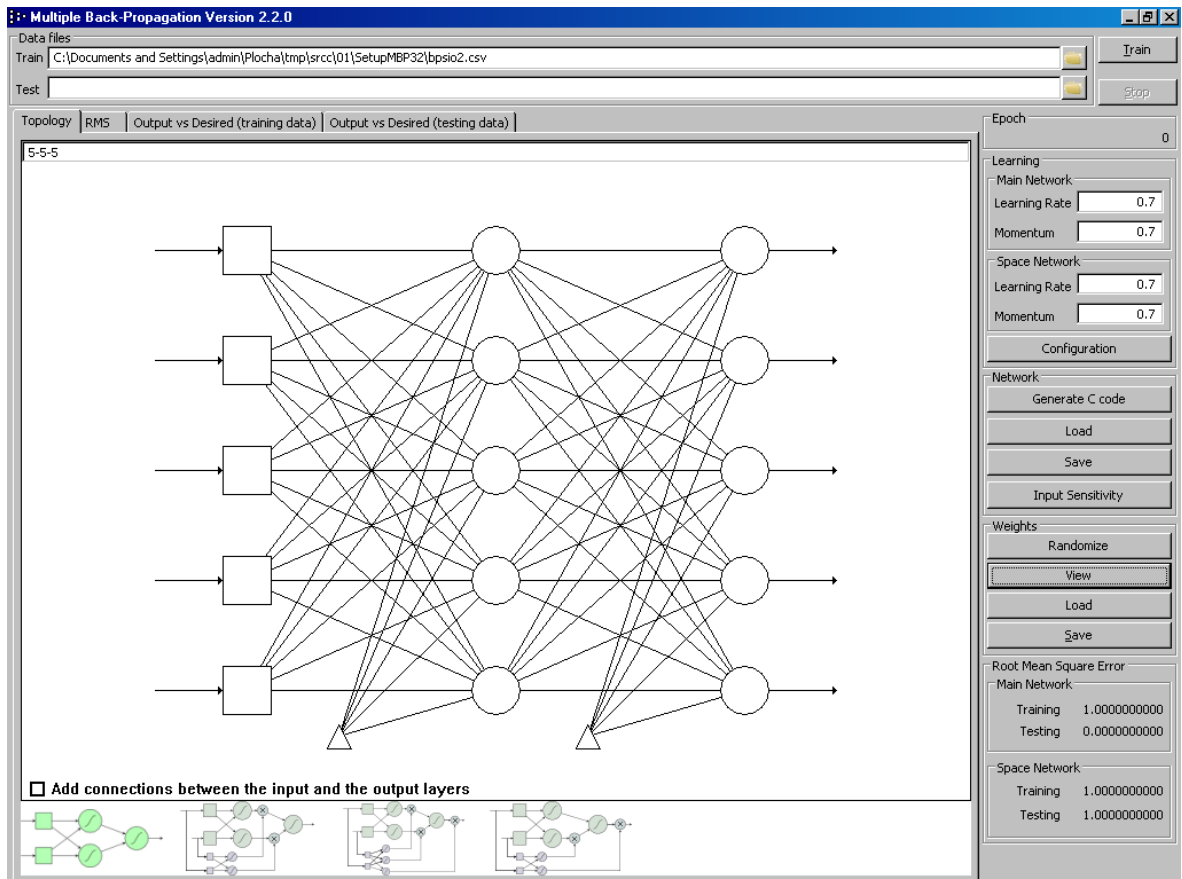 Multiple Back-Propagation Version 2.2.0
Data files
Train C:\Documents and Settings\admin\Plocha\tmp\srcc\01\SetupMBP32\bpsio2.csv
Train
Test
Stop
Topology RMS Output vs Desired (training data) Output vs Desired (testing data)
5-5-5
Add connections between the input and the output layers
Epoch
0
Learning
Main Network
Learning Rate 0.7
Momentum 0.7
Space Network
Learning Rate 0.7
Momentum 0.7
Configuration
Network
Generate C code
Load
Save
Input Sensitivity
Weights
Randomize
View
Load
Save
Root Mean Square Error
Main Network
Training 1.0000000000
Testing 0.0000000000
Space Network
Training 1.0000000000
Testing 1.0000000000